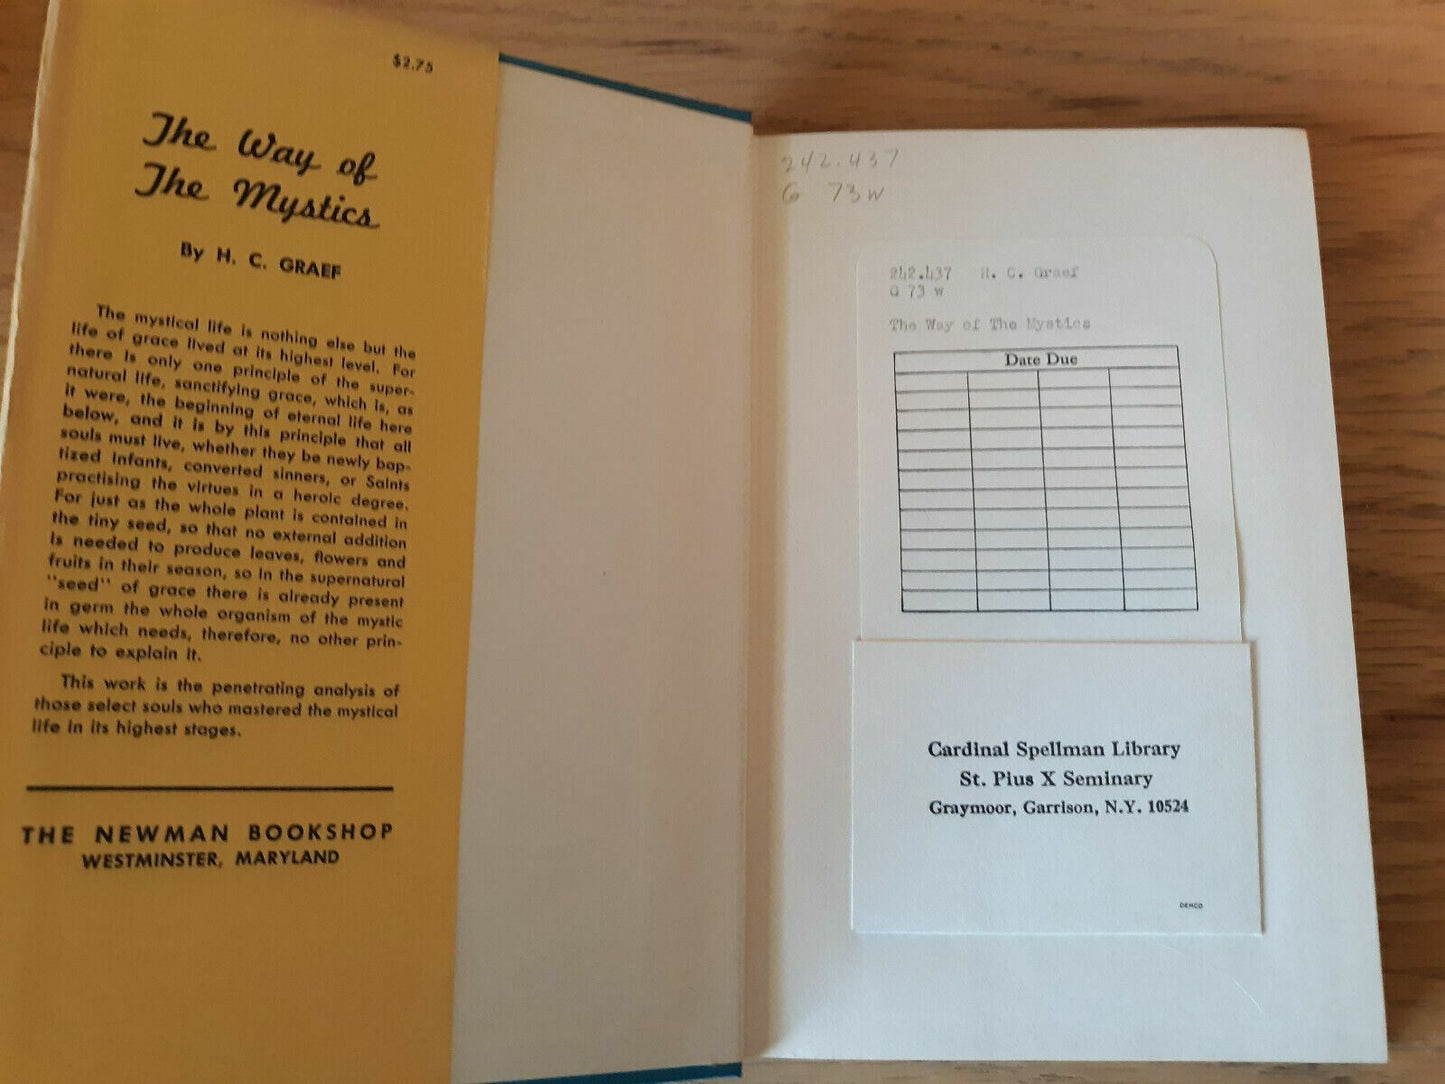 $2.75
The Way of
The Mystics
By H. C. GRAEF
The mystical life is nothing else but the
life of grace lived at its highest level. For
there is only one principle of the super-
natural life, sanctifying grace, which is, as
it were, the beginning of eternal life here
below, and it is by this principle that all
souls must live, whether they be newly bap-
tized infants, converted sinners, or Saints
practising the virtues in a heroic degree.
For just as the whole plant is contained in
the tiny seed, so that no external addition
is needed to produce leaves, flowers and
fruits in their season, so in the supernatural
"seed" of grace there is already present
in germ the whole organism of the mystic
life which needs, therefore, no other prin-
ciple to explain it.
This work is the penetrating analysis of
those select souls who mastered the mystical
life in its highest stages.
THE NEWMAN BOOKSHOP
WESTMINSTER, MARYLAND
242.437
G 73w
242.437 H. C. Graef
G 73 w
The Way of The Mystics
Date Due
Cardinal Spellman Library
St. Pius X Seminary
Graymoor, Garrison, N.Y. 10524
DEMCO